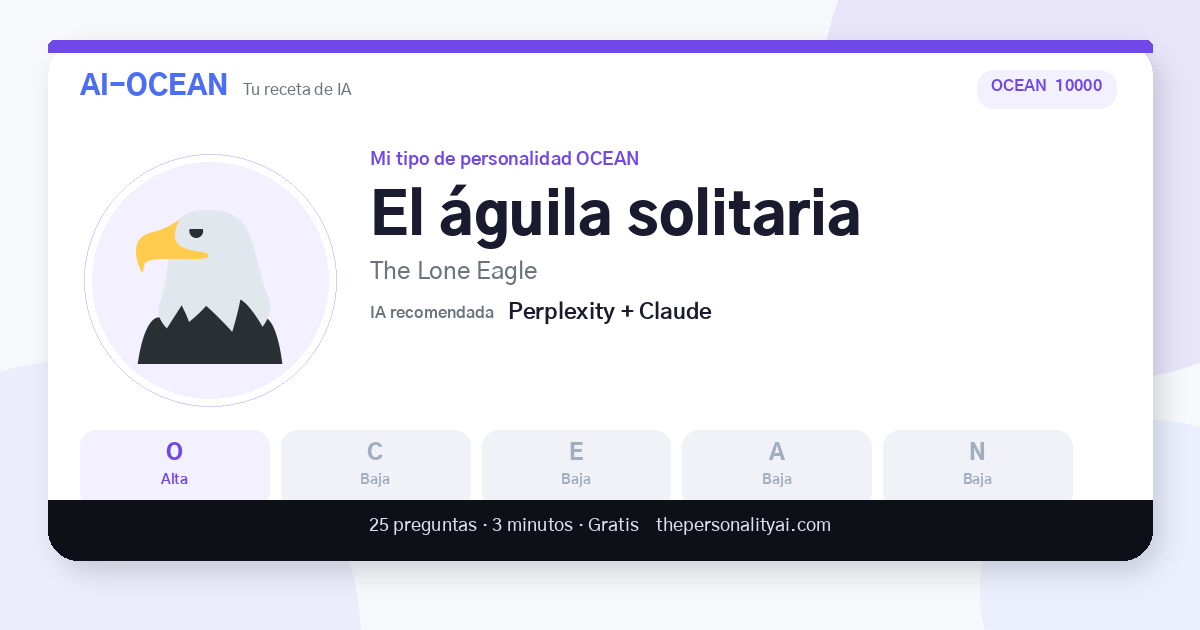 AI-OCEAN Tu receta de IA
OCEAN 10000
Mi tipo de personalidad OCEAN
El águila solitaria
The Lone Eagle
IA recomendada Perplexity + Claude
O C E A N
Alta Baja Baja Baja Baja
25 preguntas · 3 minutos · Gratis thepersonalityai.com